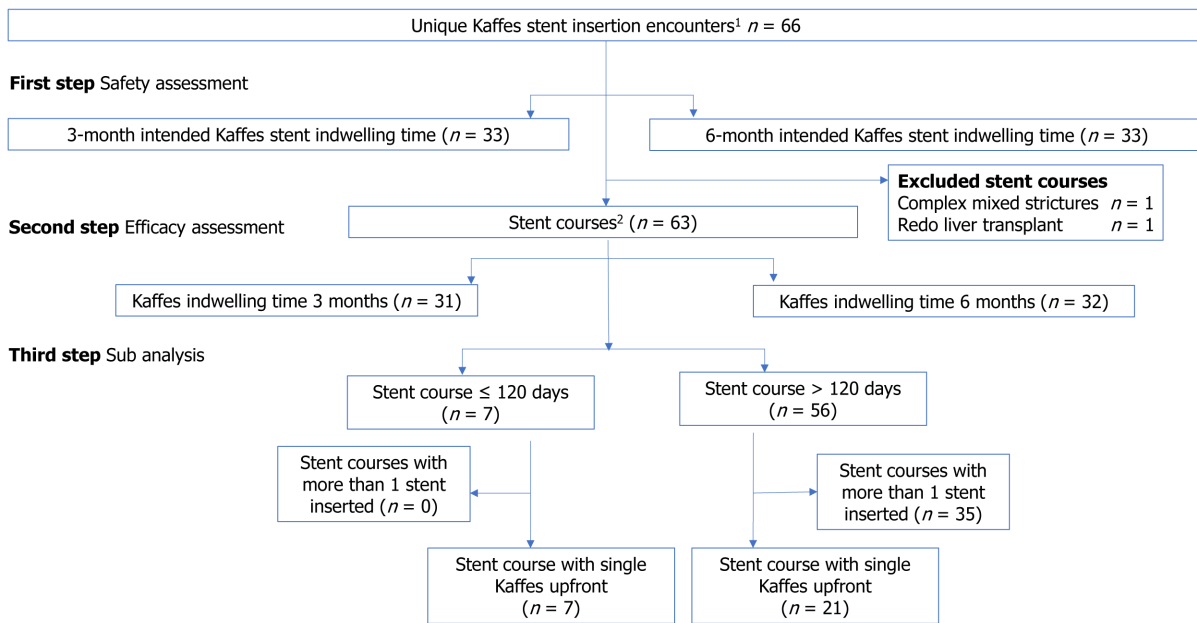 Unique Kaffes stent insertion encounters¹ n = 66
First step Safety assessment
3-month intended Kaffes stent indwelling time (n = 33)
6-month intended Kaffes stent indwelling time (n = 33)
Excluded stent courses
Complex mixed strictures n = 1
Redo liver transplant n = 1
Second step Efficacy assessment
Stent courses² (n = 63)
Kaffes indwelling time 3 months (n = 31)
Kaffes indwelling time 6 months (n = 32)
Third step Sub analysis
Stent course ≤ 120 days
(n = 7)
Stent course > 120 days
(n = 56)
Stent courses with
more than 1 stent
inserted (n = 0)
Stent courses with
more than 1 stent
inserted (n = 35)
Stent course with single
Kaffes upfront
(n = 7)
Stent course with single
Kaffes upfront
(n = 21)